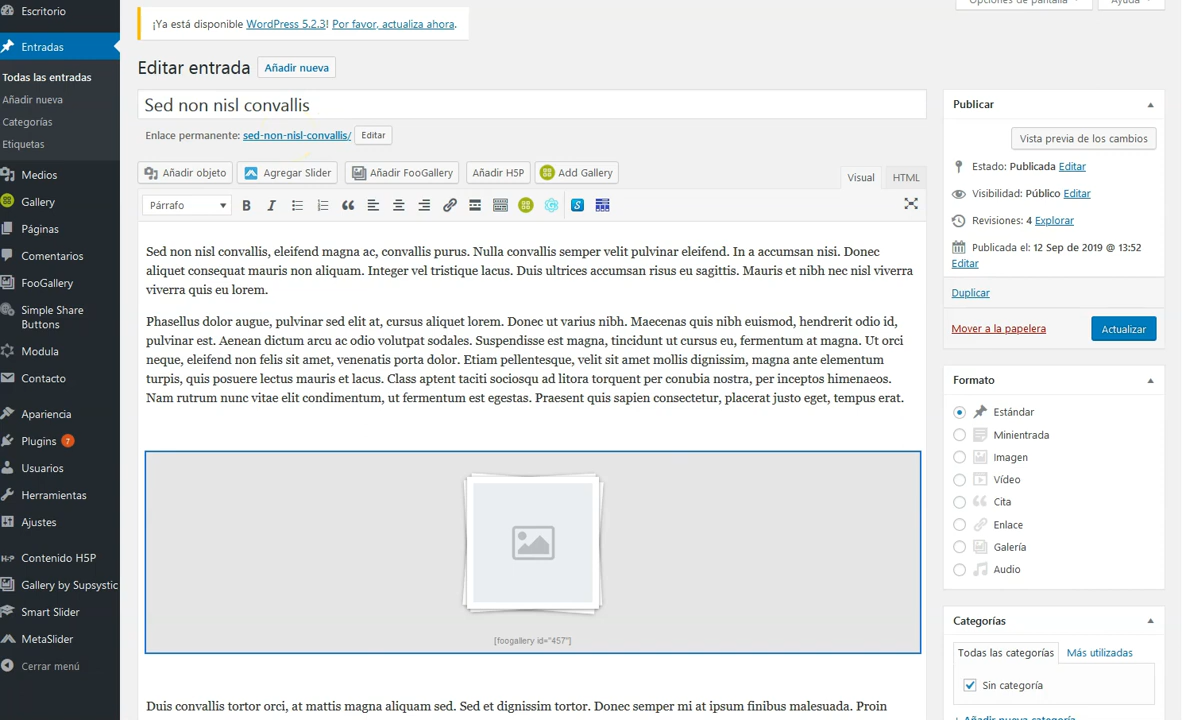 Escritorio
Entradas
Todas las entradas
Añadir nueva
Categorías
Etiquetas
Medios
Gallery
Páginas
Comentarios
FooGallery
Simple Share
Buttons
Modula
Contacto
Apariencia
Plugins 7
Usuarios
Herramientas
Ajustes
H-P Contenido H5P
Gallery by Supsystic
Smart Slider
MetaSlider
Cerrar menú
Opciones de pantalla
Ayuda
¡Ya está disponible WordPress 5.2.3! Por favor, actualiza ahora.
Editar entrada Añadir nueva
Sed non nisl convallis
Enlace permanente: sed-non-nisl-convallis/ Editar
Añadir objeto Agregar Slider Añadir FooGallery Añadir H5P Add Gallery
Visual HTML
Párrafo B I S
Sed non nisl convallis, eleifend magna ac, convallis purus. Nulla convallis semper velit pulvinar eleifend. In a accumsan nisi. Donec
aliquet consequat mauris non aliquam. Integer vel tristique lacus. Duis ultrices accumsan risus eu sagittis. Mauris et nibh nec nisl viverra
viverra quis eu lorem.
Phasellus dolor augue, pulvinar sed elit at, cursus aliquet lorem. Donec ut varius nibh. Maecenas quis nibh euismod, hendrerit odio id,
pulvinar est. Aenean dictum arcu ac odio volutpat sodales. Suspendisse est magna, tincidunt ut cursus eu, fermentum at magna. Ut orci
neque, eleifend non felis sit amet, venenatis porta dolor. Etiam pellentesque, velit sit amet mollis dignissim, magna ante elementum
turpis, quis posuere lectus mauris et lacus. Class aptent taciti sociosqu ad litora torquent per conubia nostra, per inceptos himenaeos.
Nam rutrum nunc vitae elit condimentum, ut fermentum est egestas. Praesent quis sapien consectetur, placerat justo eget, tempus erat.
[foogallery id="457"]
Duis convallis tortor orci, at mattis magna aliquam sed. Sed et dignissim tortor. Donec semper mi at ipsum finibus malesuada. Proin
Publicar
Vista previa de los cambios
Estado: Publicada Editar
Visibilidad: Público Editar
Revisiones: 4 Explorar
Publicada el: 12 Sep de 2019 @ 13:52
Editar
Duplicar
Mover a la papelera Actualizar
Formato
Estándar
Minientrada
Imagen
Vídeo
Cita
Enlace
Galería
Audio
Categorías
Todas las categorías Más utilizadas
Sin categoría
+ Añadir nueva categoría